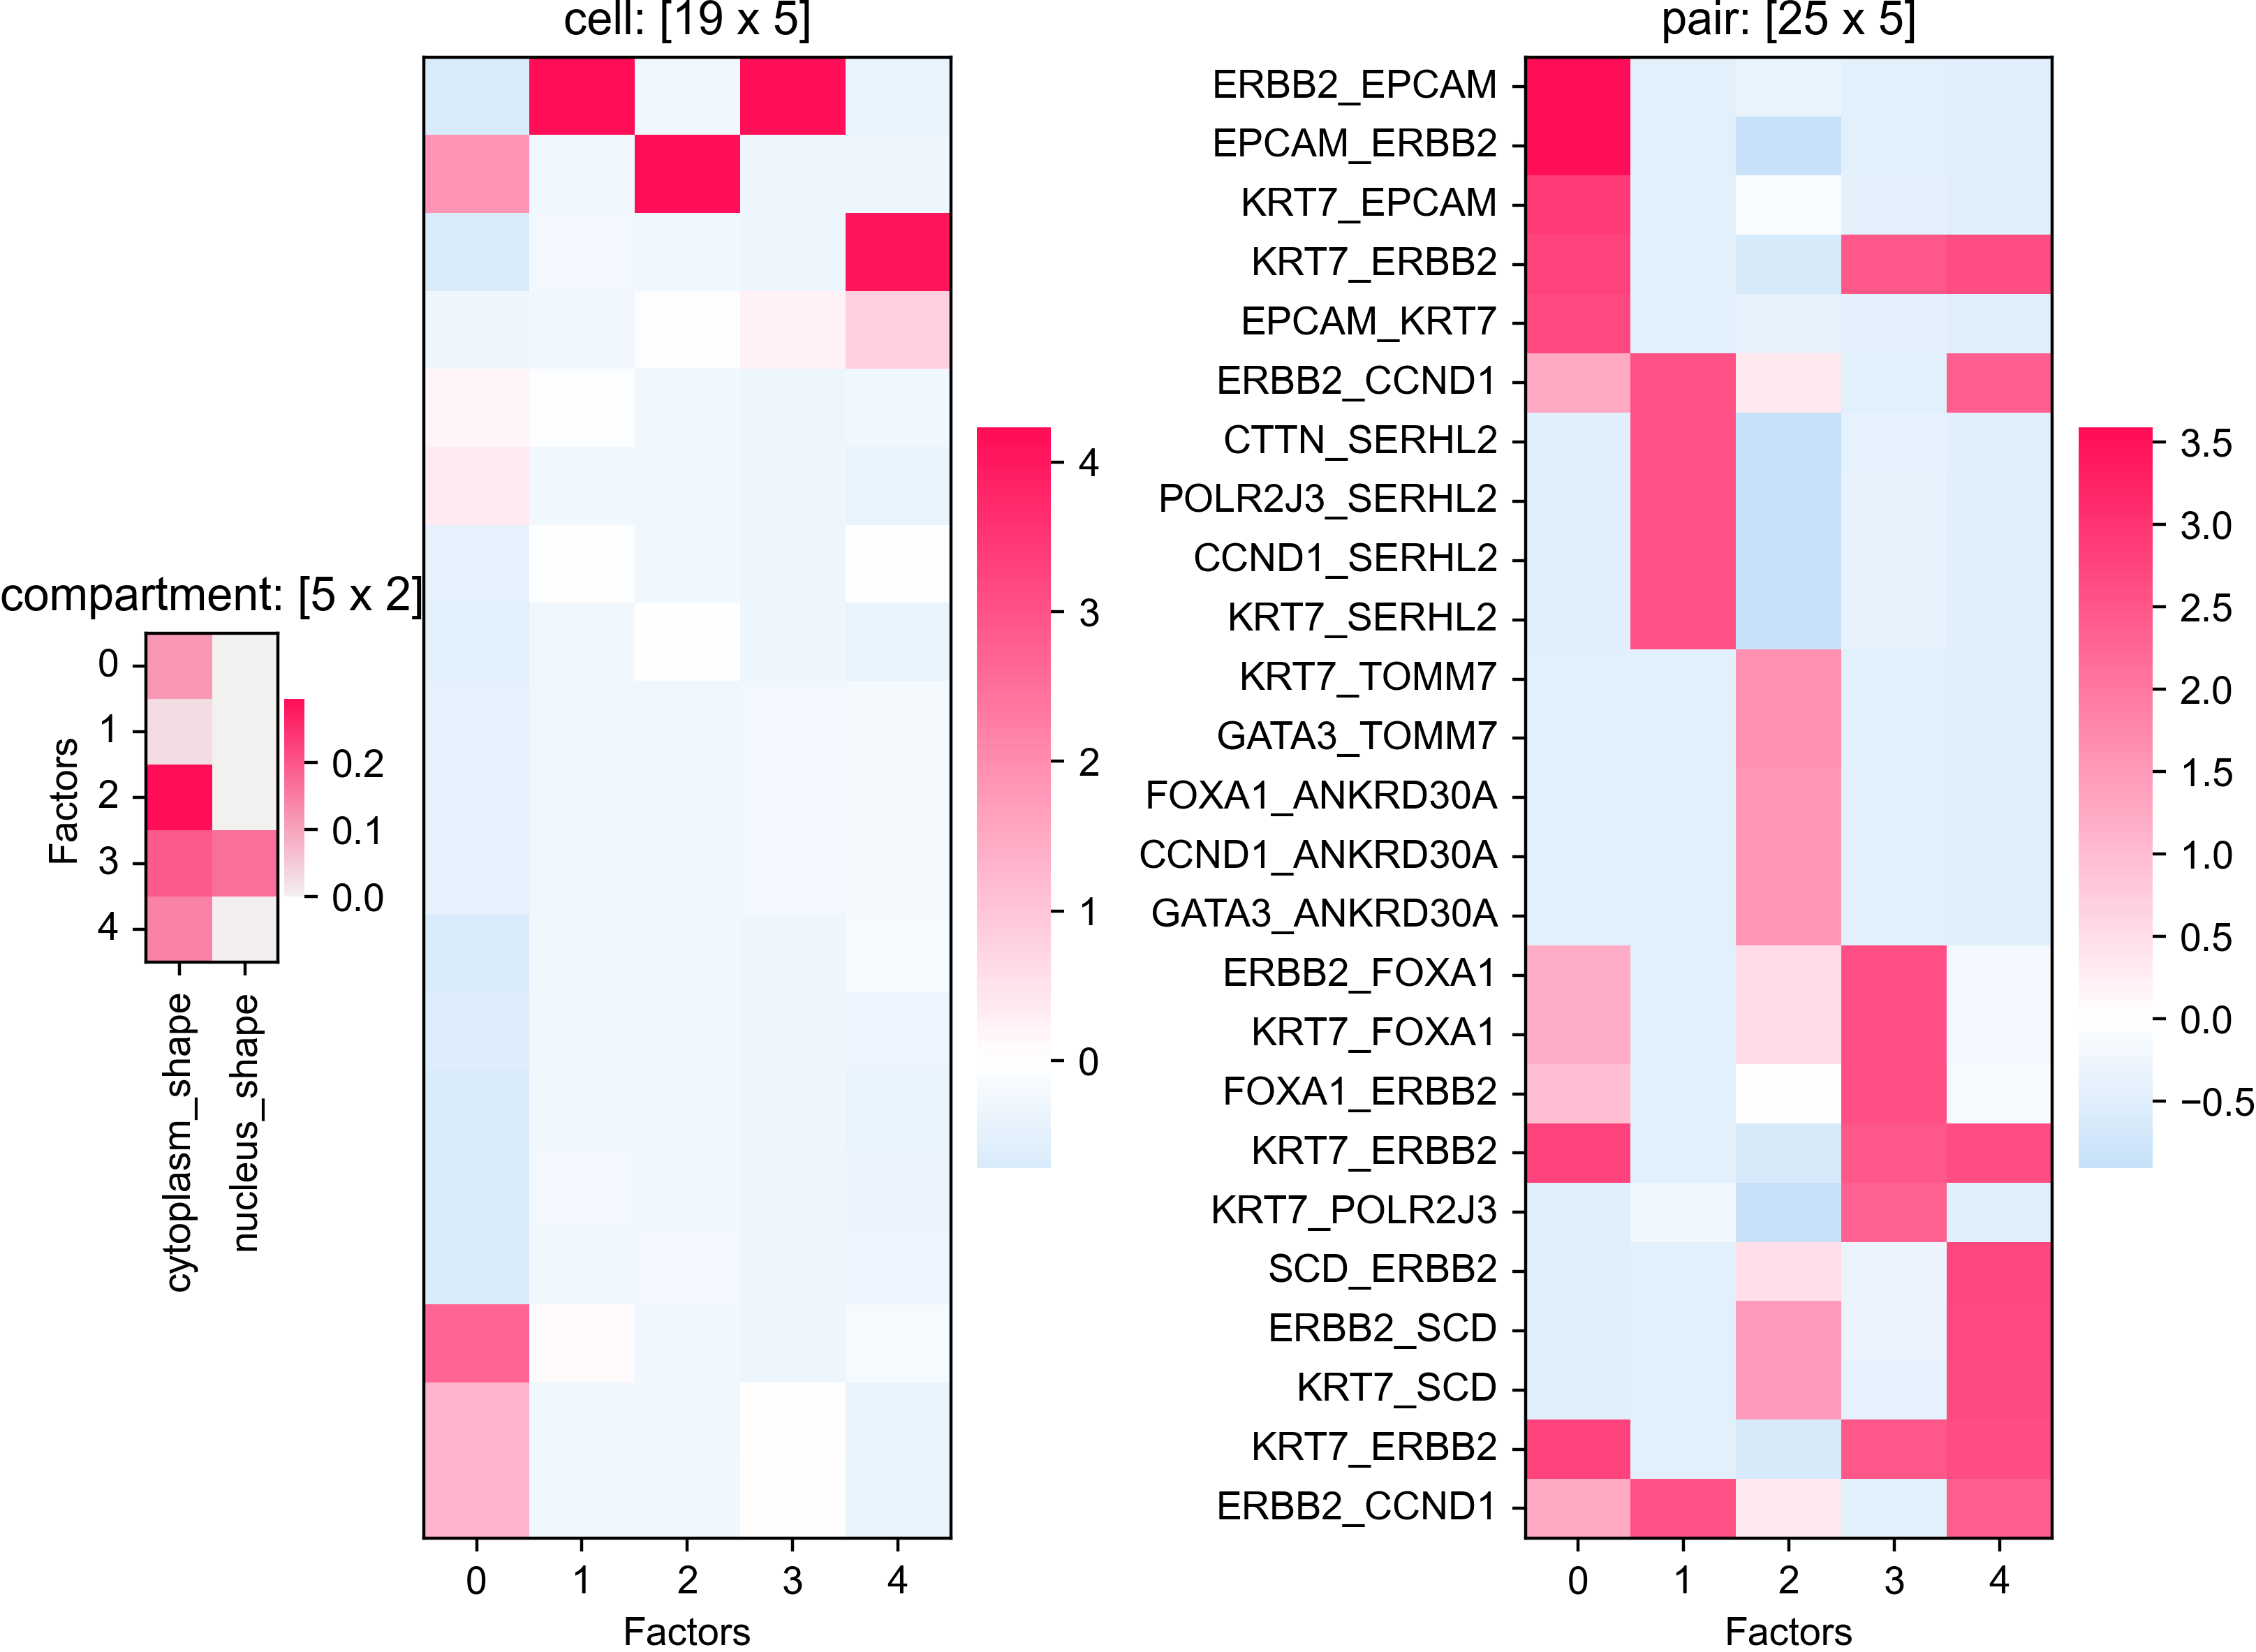 cell: [19 x 5]
pair: [25 x 5]
compartment: [5 x 2]
Factors
0
1
2
3
4
cytoplasm_shape
nucleus_shape
0.2
0.1
0.0
0 1 2 3 4
Factors
4
3
2
1
0
ERBB2_EPCAM
EPCAM_ERBB2
KRT7_EPCAM
KRT7_ERBB2
EPCAM_KRT7
ERBB2_CCND1
CTTN_SERHL2
POLR2J3_SERHL2
CCND1_SERHL2
KRT7_SERHL2
KRT7_TOMM7
GATA3_TOMM7
FOXA1_ANKRD30A
CCND1_ANKRD30A
GATA3_ANKRD30A
ERBB2_FOXA1
KRT7_FOXA1
FOXA1_ERBB2
KRT7_ERBB2
KRT7_POLR2J3
SCD_ERBB2
ERBB2_SCD
KRT7_SCD
KRT7_ERBB2
ERBB2_CCND1
0 1 2 3 4
Factors
3.5
3.0
2.5
2.0
1.5
1.0
0.5
0.0
−0.5